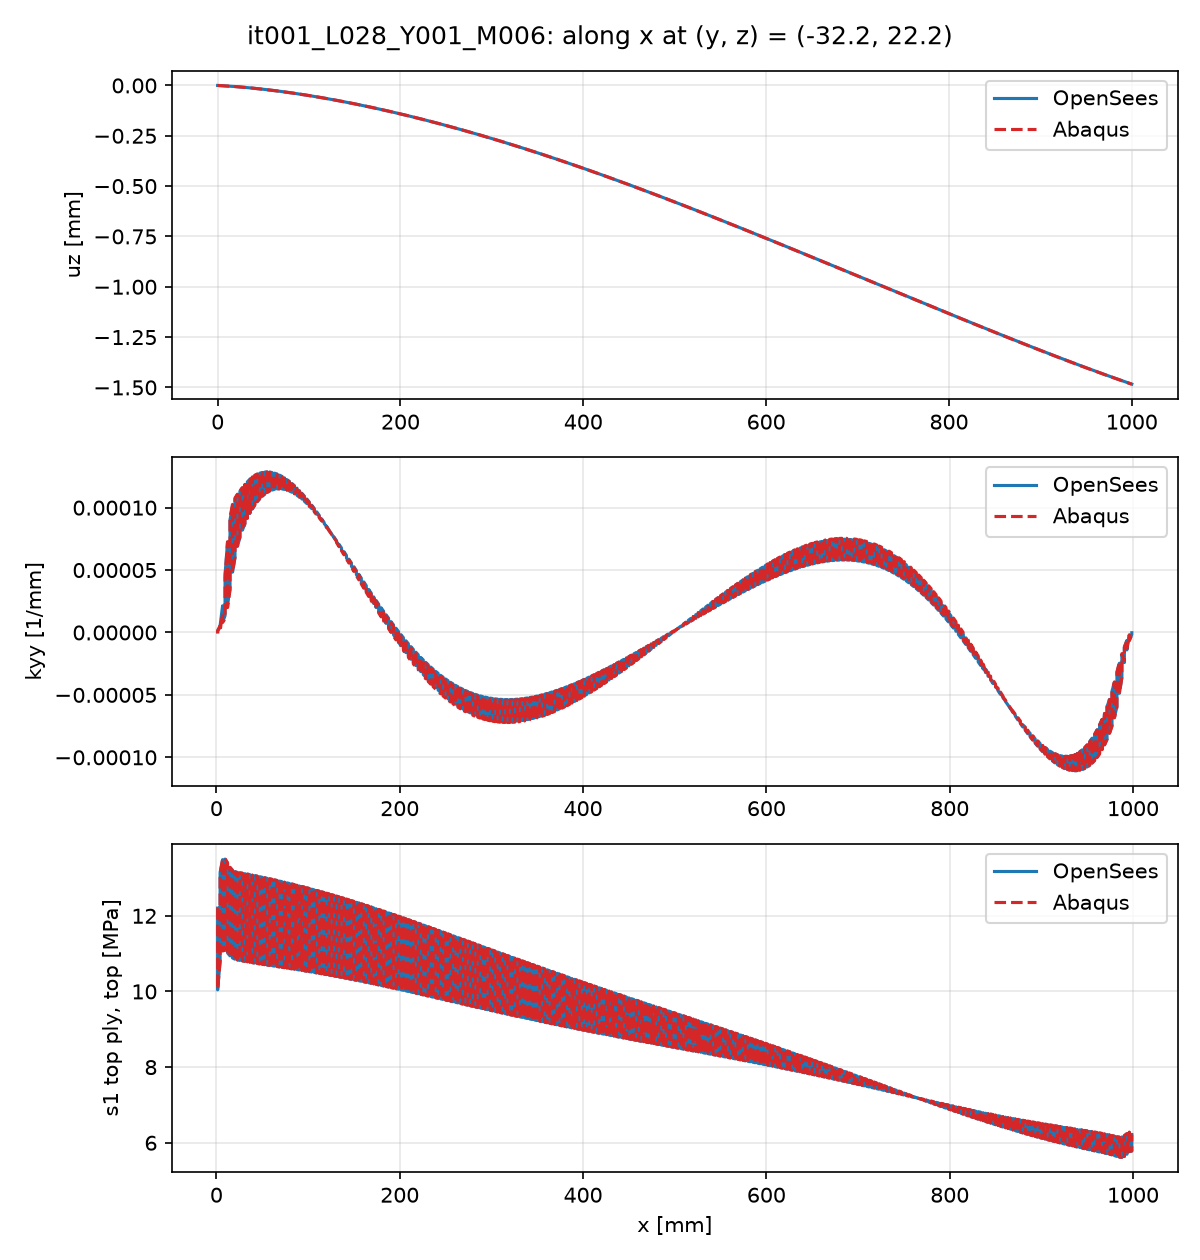 it001_L028_Y001_M006: along x at (y, z) = (-32.2, 22.2)
uz [mm]
0.00
−0.25
−0.50
−0.75
−1.00
−1.25
−1.50
OpenSees
Abaqus
0 200 400 600 800 1000
kyy [1/mm]
0.00010
0.00005
0.00000
−0.00005
−0.00010
OpenSees
Abaqus
0 200 400 600 800 1000
s1 top ply, top [MPa]
12
10
8
6
OpenSees
Abaqus
0 200 400 600 800 1000
x [mm]